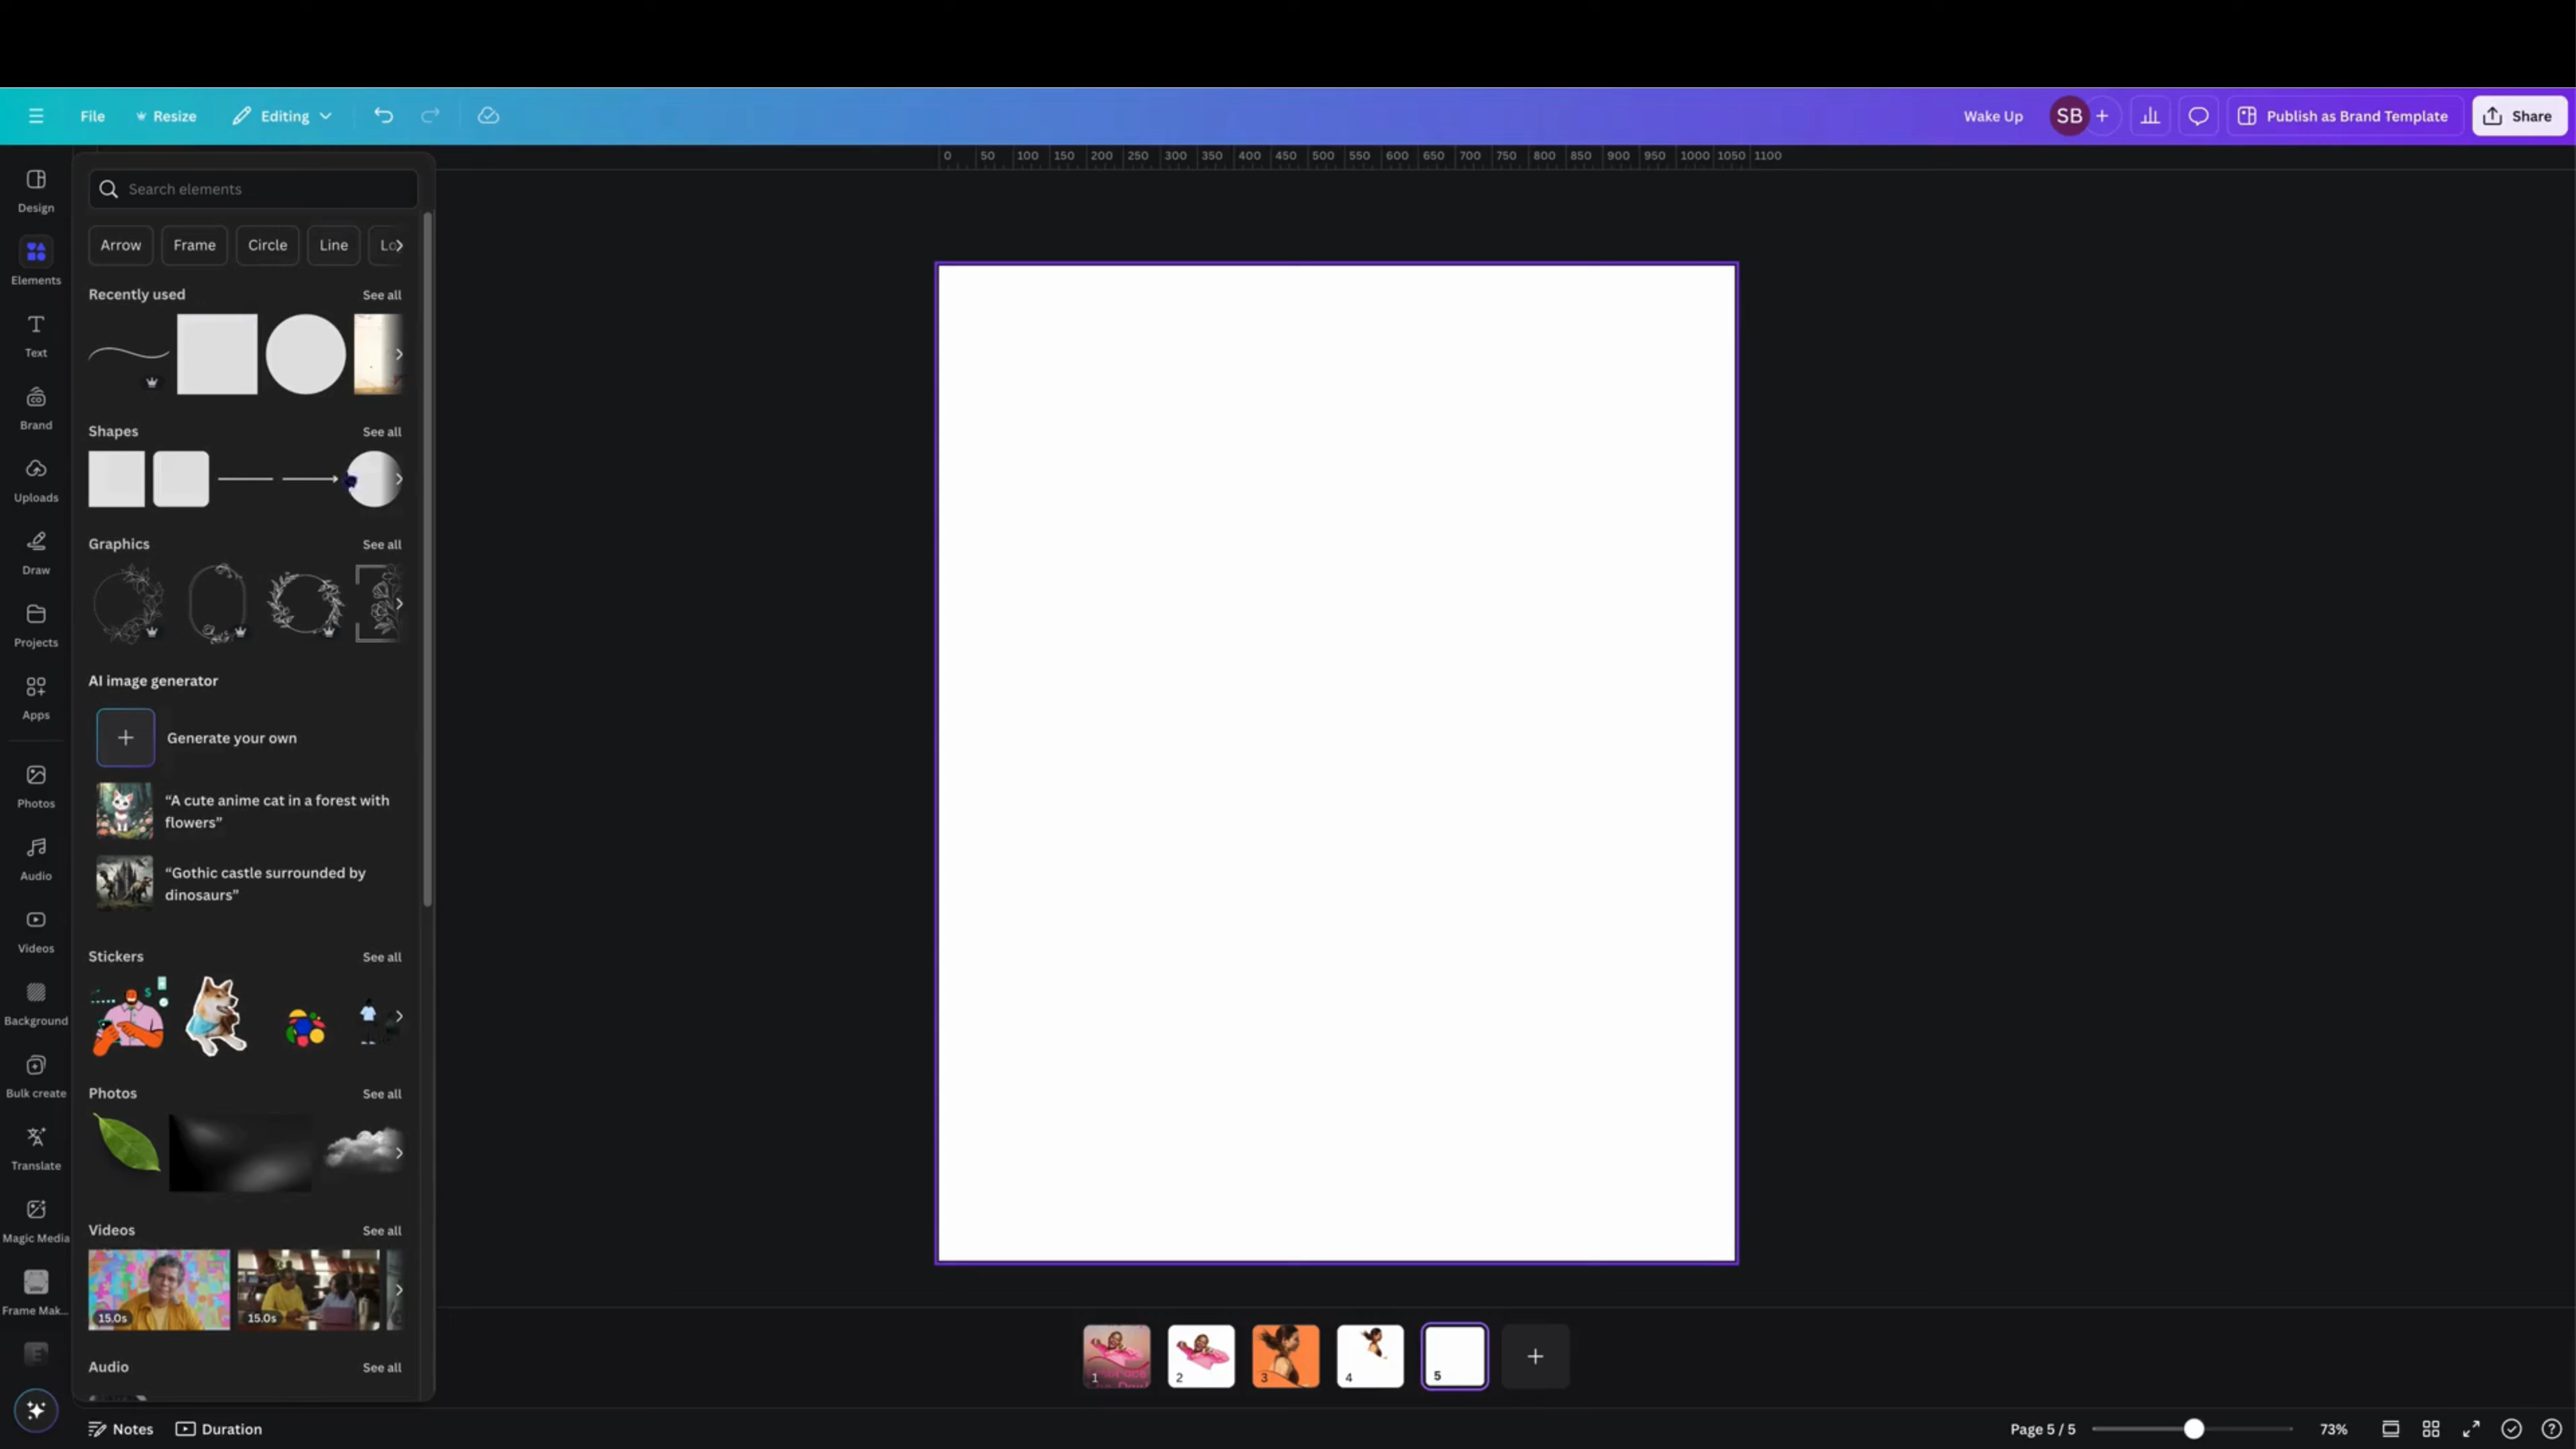 File
Resize
Editing
Wake Up
SB
Publish as Brand Template
Share
0 50 100 150 200 250 300 350 400 450 500 550 600 650 700 750 800 850 900 950 1000 1050 1100
Design
Elements
Text
Brand
Uploads
Draw
Projects
Apps
Photos
Audio
Videos
Background
Bulk create
Translate
Magic Media
Frame Mak...
Search elements
Arrow
Frame
Circle
Line
Recently used
See all
Shapes
See all
Graphics
See all
AI image generator
Generate your own
“A cute anime cat in a forest with
flowers”
“Gothic castle surrounded by
dinosaurs”
Stickers
See all
Photos
See all
Videos
See all
15.0s
15.0s
Audio
See all
1
2
3
4
5
Notes
Duration
Page 5 / 5
73%